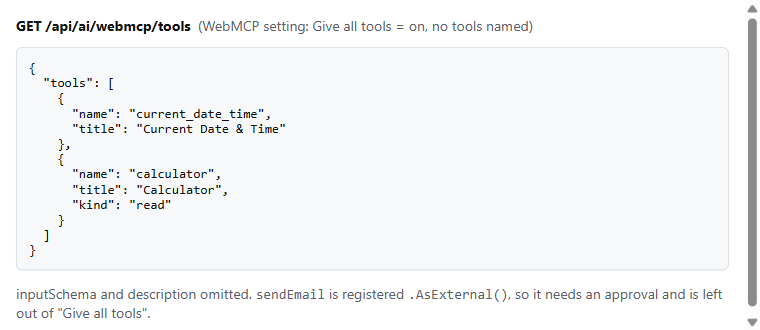 GET /api/ai/webmcp/tools (WebMCP setting: Give all tools = on, no tools named)
{
  "tools": [
    {
      "name": "current_date_time",
      "title": "Current Date & Time"
    },
    {
      "name": "calculator",
      "title": "Calculator",
      "kind": "read"
    }
  ]
}
inputSchema and description omitted. sendEmail is registered .AsExternal(), so it needs an approval and is left
out of "Give all tools".